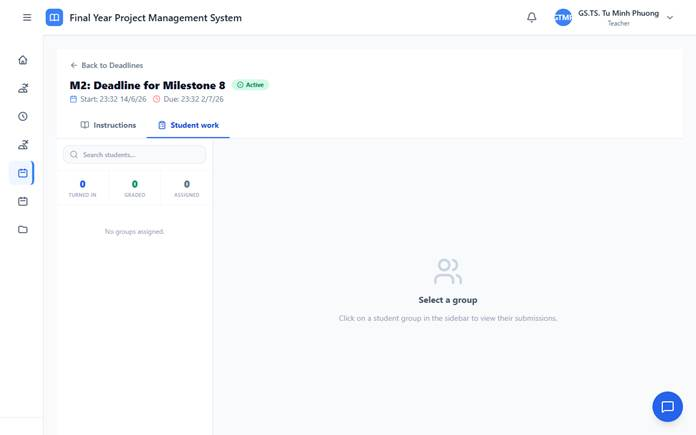 Final Year Project Management System
GTMP
GS.TS. Tu Minh Phuong
Teacher
Back to Deadlines
M2: Deadline for Milestone 8
Active
Start: 23:32 14/6/26
Due: 23:32 2/7/26
Instructions
Student work
Search students...
0
0
0
TURNED IN
GRADED
ASSIGNED
No groups assigned.
Select a group
Click on a student group in the sidebar to view their submissions.